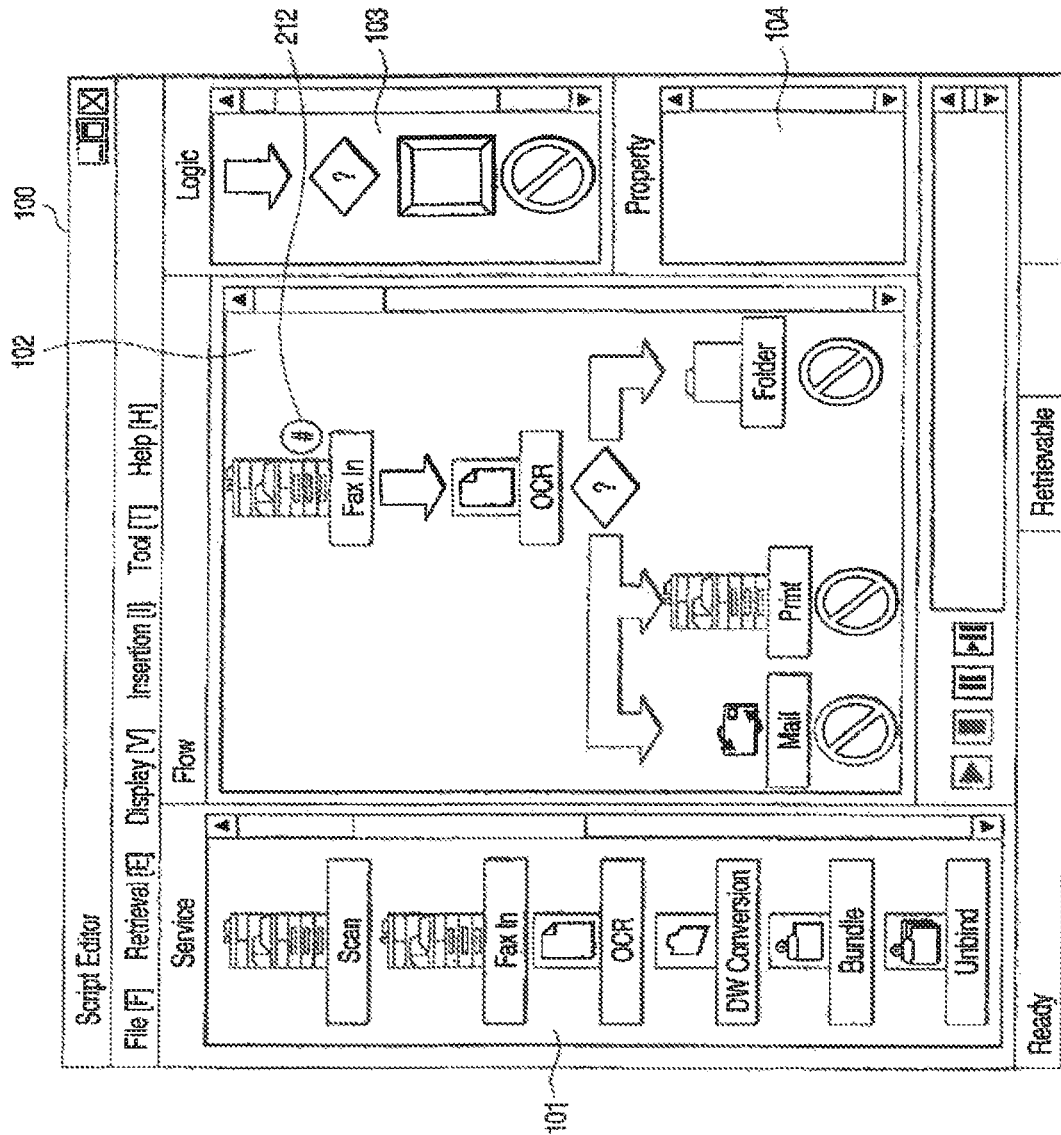 100
Script Editor
File [F] Retrieval [E] Display [V] Insertion [I] Tool [T] Help [H]
102
212
103
104
101
Service
Scan
Fax In
OCR
DW Conversion
Bundle
Unbind
Flow
#
Fax In
OCR
?
Mail
Print
Folder
Logic
?
Property
Ready
Retrievable